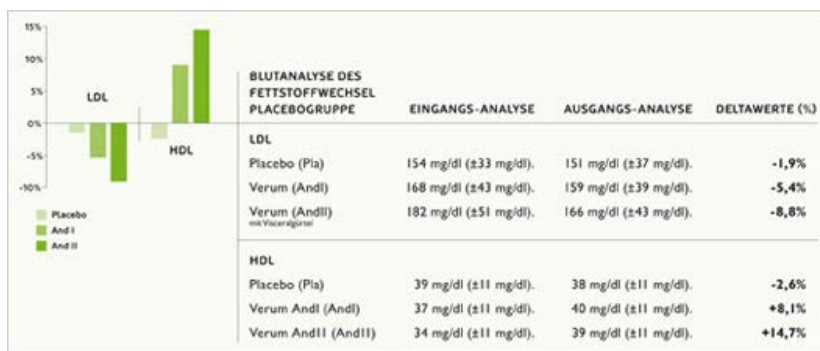 15%
10%
5%
0%
-5%
-10%
LDL
HDL
Placebo
And I
And II
BLUTANALYSE DES
FETTSTOFFWECHSEL
PLACEBOGRUPPE EINGANGS-ANALYSE AUSGANGS-ANALYSE DELTAWERTE (%)
LDL
Placebo (Pla) 154 mg/dl (±33 mg/dl). 151 mg/dl (±37 mg/dl). -1,9%
Verum (AndI) 168 mg/dl (±43 mg/dl). 159 mg/dl (±39 mg/dl). -5,4%
Verum (AndII) 182 mg/dl (±51 mg/dl). 166 mg/dl (±43 mg/dl). -8,8%
mit Visceralgürtel
HDL
Placebo (Pla) 39 mg/dl (±11 mg/dl). 38 mg/dl (±11 mg/dl). -2,6%
Verum AndI (AndI) 37 mg/dl (±11 mg/dl). 40 mg/dl (±11 mg/dl). +8,1%
Verum AndII (AndII) 34 mg/dl (±11 mg/dl). 39 mg/dl (±11 mg/dl). +14,7%